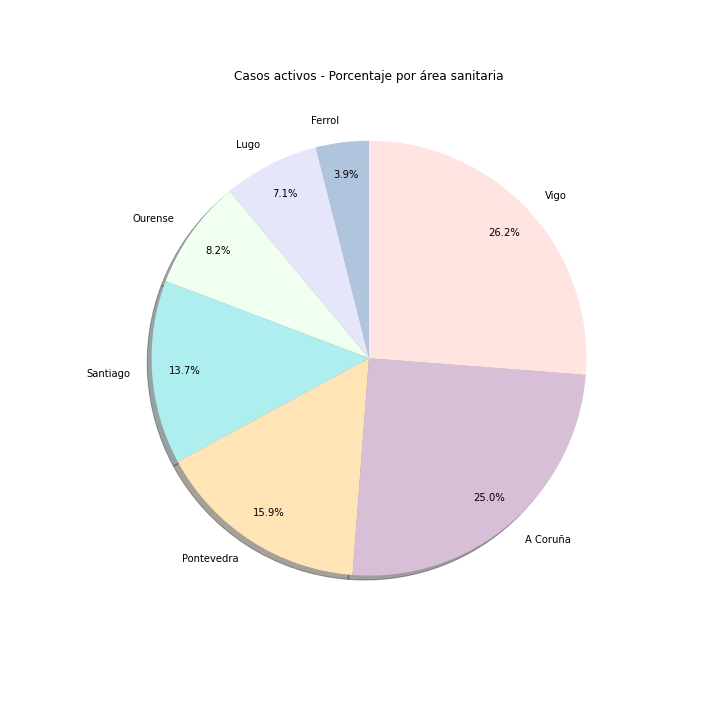 Casos activos - Porcentaje por área sanitaria
Ferrol
3.9%
Lugo
7.1%
Ourense
8.2%
Santiago
13.7%
Pontevedra
15.9%
A Coruña
25.0%
Vigo
26.2%